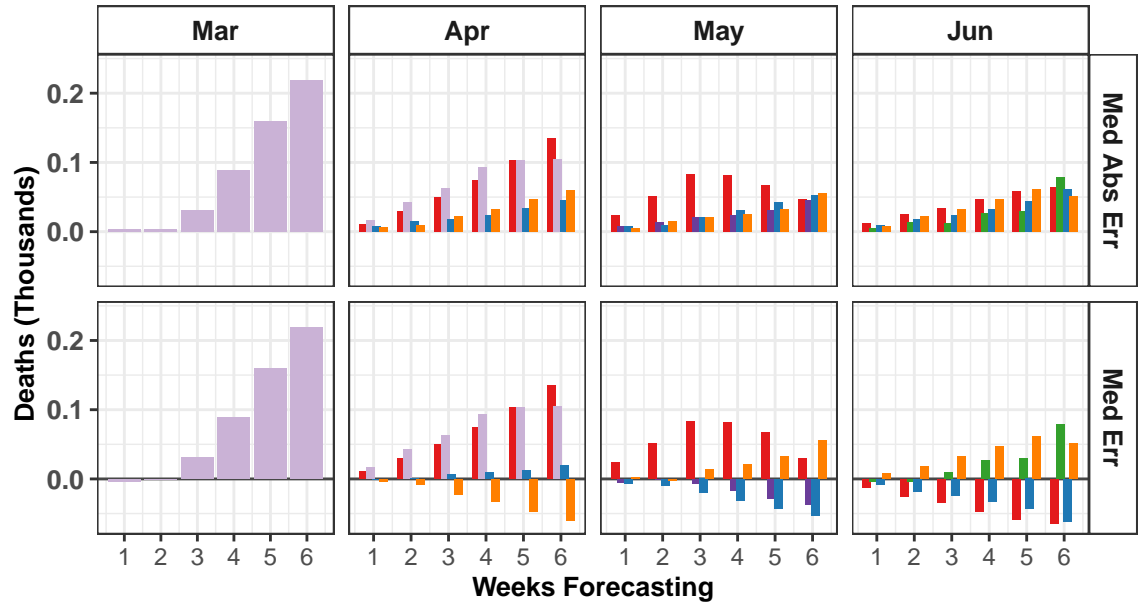 Mar Apr May Jun
0.2
0.1
0.0
Med Abs Err
0.2
0.1
0.0
Med Err
Deaths (Thousands)
1 2 3 4 5 6 1 2 3 4 5 6 1 2 3 4 5 6 1 2 3 4 5 6
Weeks Forecasting